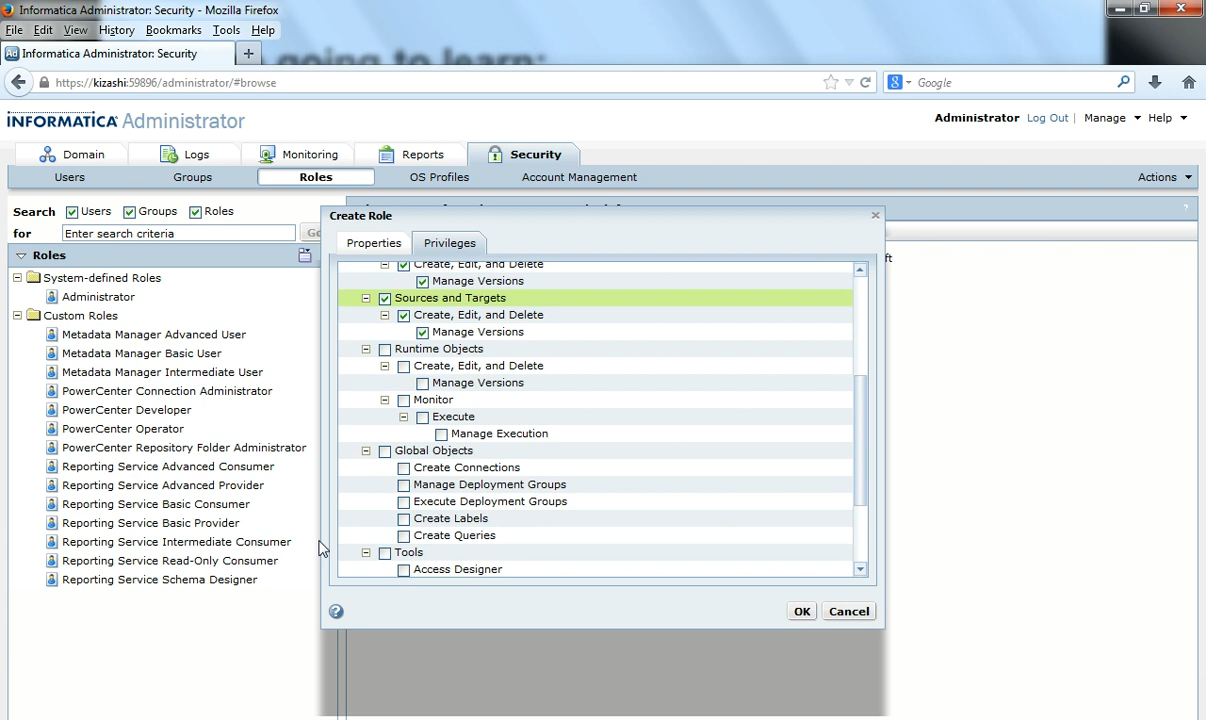 Informatica Administrator: Security - Mozilla Firefox
File Edit View History Bookmarks Tools Help
Ad Informatica Administrator: Security
going to learn:
https://kizashi:59896/administrator/#browse
Google
INFORMATICA Administrator
Administrator Log Out | Manage Help
Domain Logs Monitoring Reports Security
Users Groups Roles OS Profiles Account Management Actions
Search Users Groups Roles
for Enter search criteria
Roles
System-defined Roles
Administrator
Custom Roles
Metadata Manager Advanced User
Metadata Manager Basic User
Metadata Manager Intermediate User
PowerCenter Connection Administrator
PowerCenter Developer
PowerCenter Operator
PowerCenter Repository Folder Administrator
Reporting Service Advanced Consumer
Reporting Service Advanced Provider
Reporting Service Basic Consumer
Reporting Service Basic Provider
Reporting Service Intermediate Consumer
Reporting Service Read-Only Consumer
Reporting Service Schema Designer
Create Role
Properties Privileges
Create, Edit, and Delete
Manage Versions
Sources and Targets
Create, Edit, and Delete
Manage Versions
Runtime Objects
Create, Edit, and Delete
Manage Versions
Monitor
Execute
Manage Execution
Global Objects
Create Connections
Manage Deployment Groups
Execute Deployment Groups
Create Labels
Create Queries
Tools
Access Designer
OK Cancel